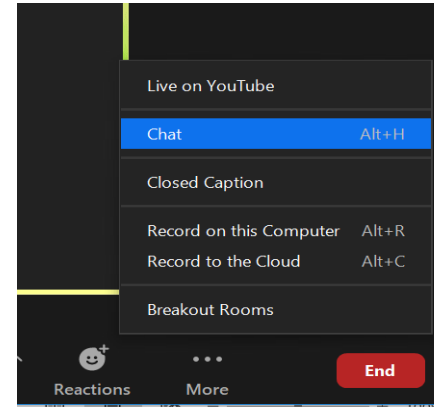 Live on YouTube
Chat Alt+H
Closed Caption
Record on this Computer Alt+R
Record to the Cloud Alt+C
Breakout Rooms
Reactions More End